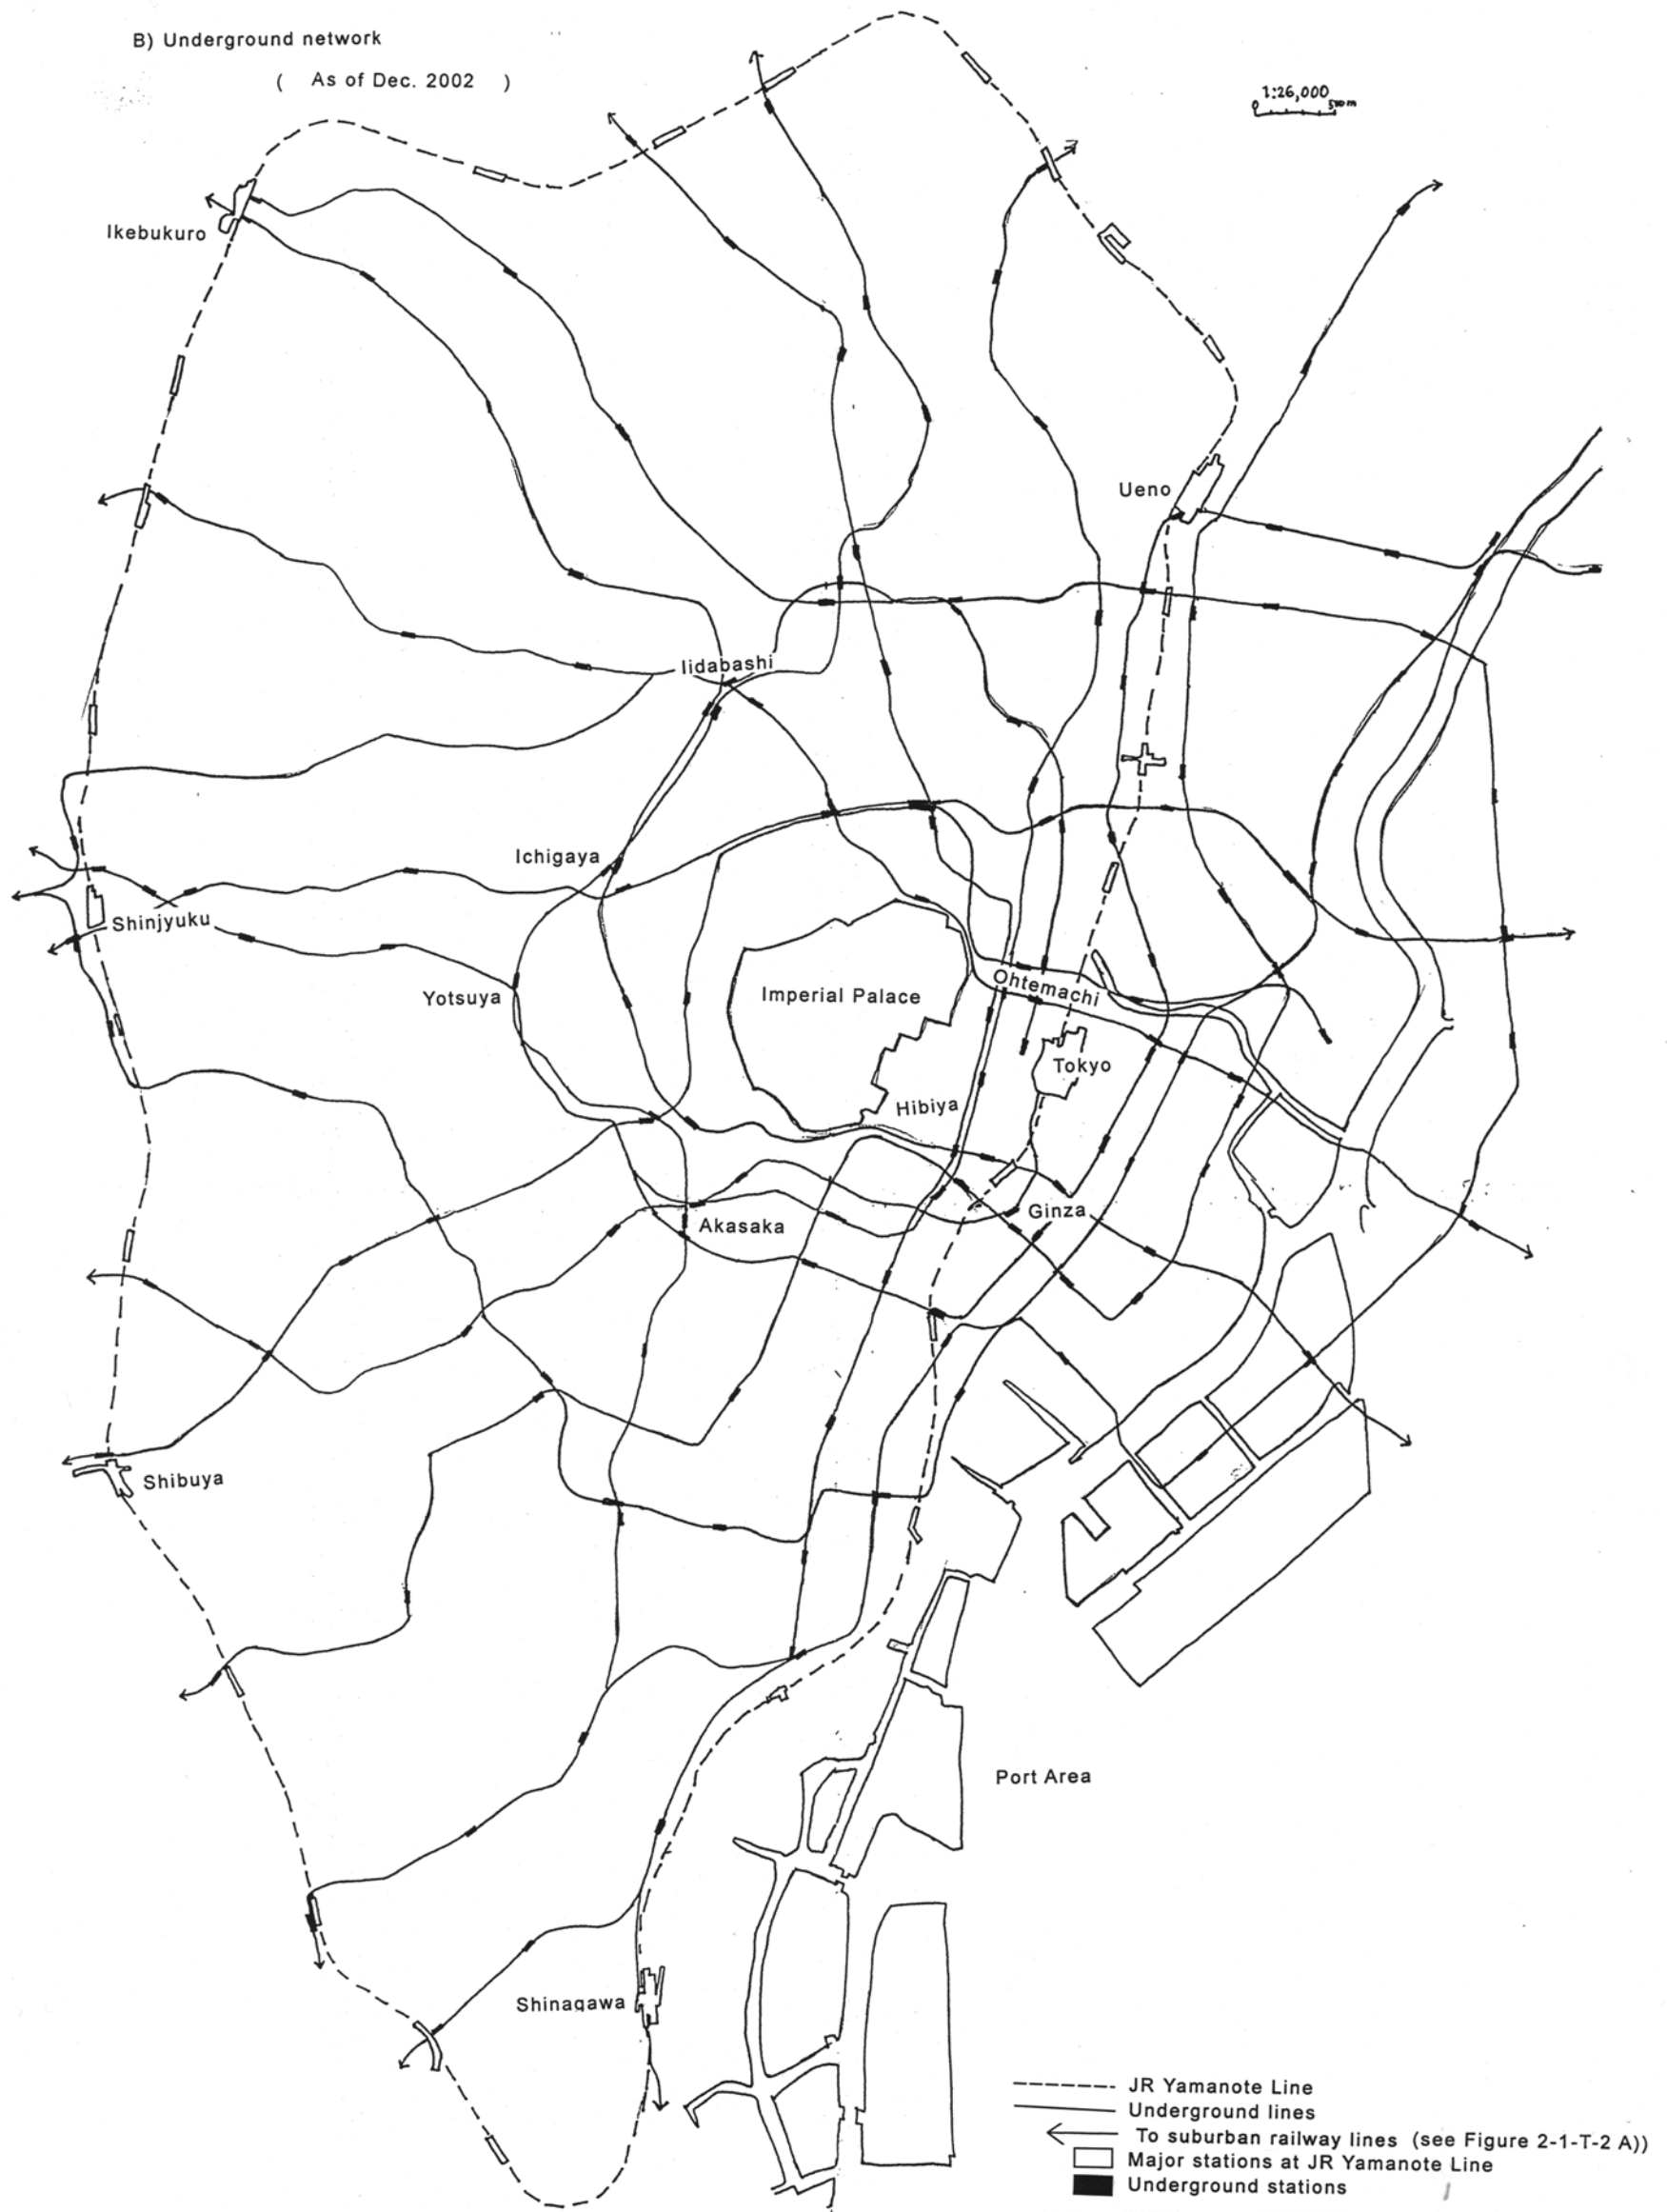 B) Underground network
( As of Dec. 2002 )
1:26,000
0 500m
Ikebukuro
Ueno
Iidabashi
Ichigaya
Shinjyuku
Yotsuya
Imperial Palace
Ohtemachi
Tokyo
Hibiya
Akasaka
Ginza
Shibuya
Port Area
Shinagawa
JR Yamanote Line
Underground lines
To suburban railway lines (see Figure 2-1-T-2 A))
Major stations at JR Yamanote Line
Underground stations